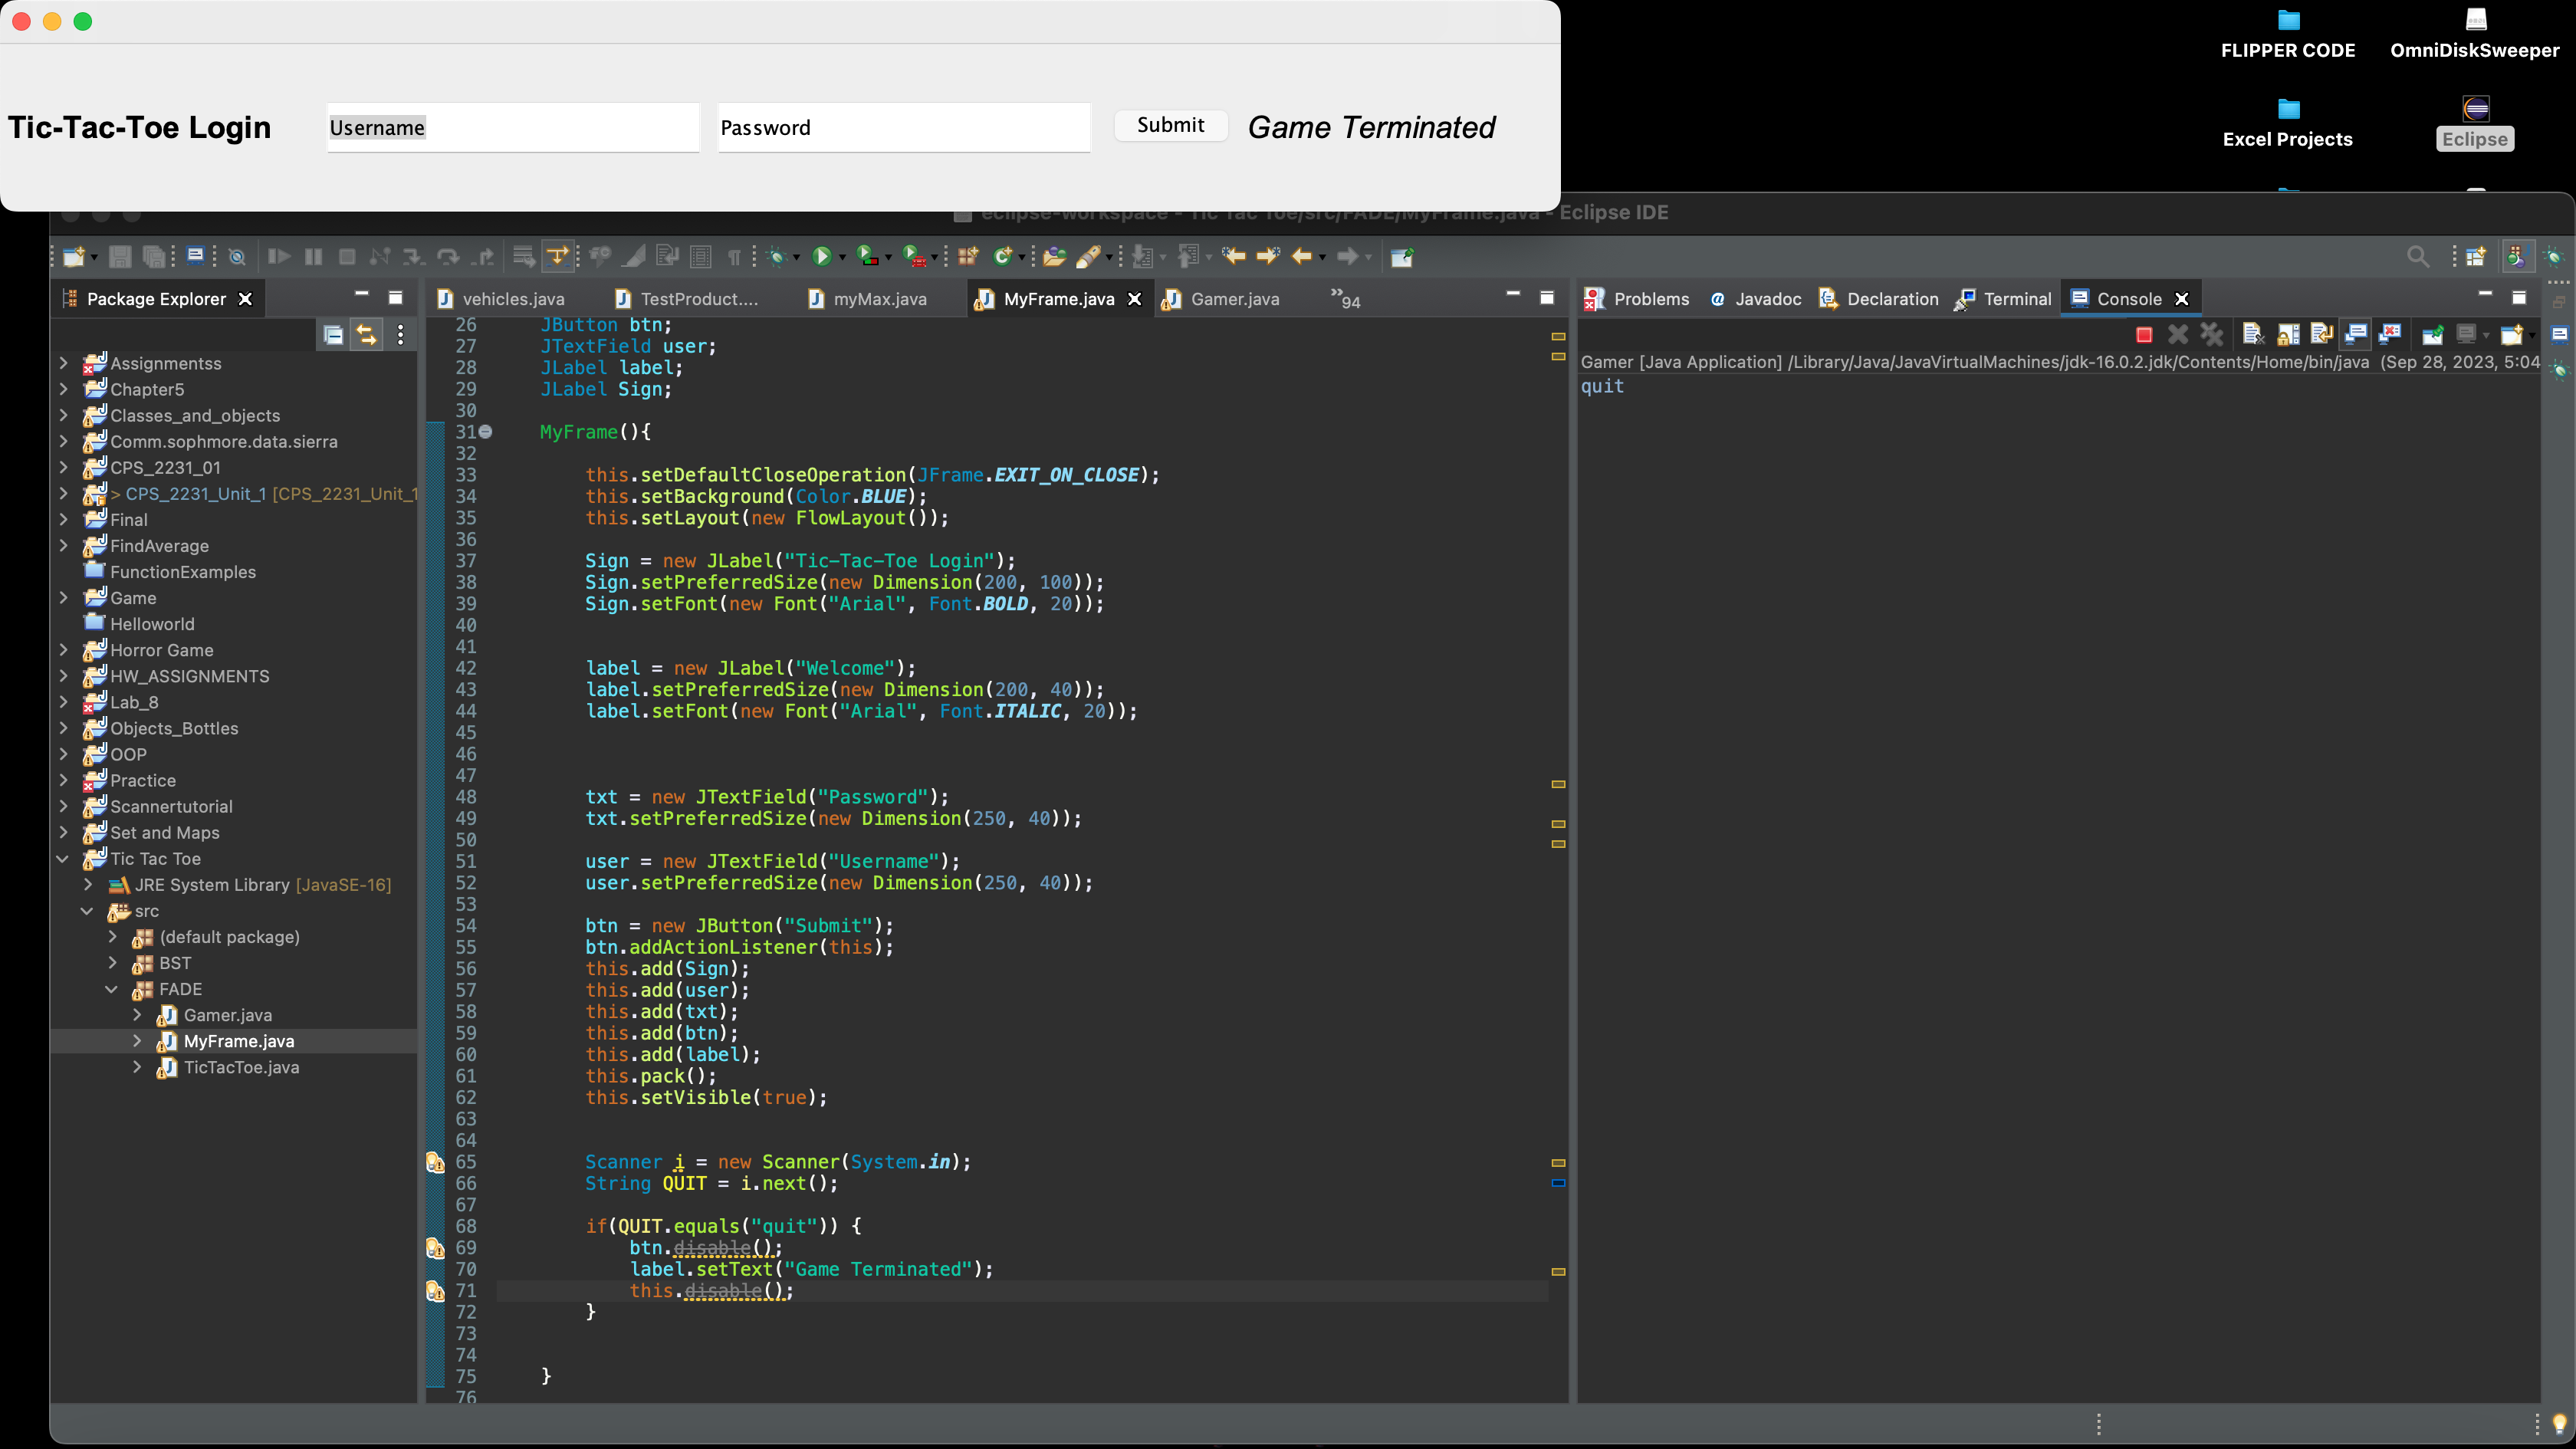 Tic-Tac-Toe Login
Username
Password
Submit
Game Terminated
FLIPPER CODE
OmniDiskSweeper
Excel Projects
Eclipse
eclipse-workspace - Tic Tac Toe/src/FADE/MyFrame.java - Eclipse IDE
Package Explorer
vehicles.java
TestProduct....
myMax.java
MyFrame.java
Gamer.java
94
Problems
Javadoc
Declaration
Terminal
Console
Assignmentss
Chapter5
Classes_and_objects
Comm.sophmore.data.sierra
CPS_2231_01
> CPS_2231_Unit_1 [CPS_2231_Unit_1
Final
FindAverage
FunctionExamples
Game
Helloworld
Horror Game
HW_ASSIGNMENTS
Lab_8
Objects_Bottles
OOP
Practice
Scannertutorial
Set and Maps
Tic Tac Toe
JRE System Library [JavaSE-16]
src
(default package)
BST
FADE
Gamer.java
MyFrame.java
TicTacToe.java
26 JButton btn;
27 JTextField user;
28 JLabel label;
29 JLabel Sign;
30
31 MyFrame(){
32
33 this.setDefaultCloseOperation(JFrame.EXIT_ON_CLOSE);
34 this.setBackground(Color.BLUE);
35 this.setLayout(new FlowLayout());
36
37 Sign = new JLabel("Tic-Tac-Toe Login");
38 Sign.setPreferredSize(new Dimension(200, 100));
39 Sign.setFont(new Font("Arial", Font.BOLD, 20));
40
41
42 label = new JLabel("Welcome");
43 label.setPreferredSize(new Dimension(200, 40));
44 label.setFont(new Font("Arial", Font.ITALIC, 20));
45
46
47
48 txt = new JTextField("Password");
49 txt.setPreferredSize(new Dimension(250, 40));
50
51 user = new JTextField("Username");
52 user.setPreferredSize(new Dimension(250, 40));
53
54 btn = new JButton("Submit");
55 btn.addActionListener(this);
56 this.add(Sign);
57 this.add(user);
58 this.add(txt);
59 this.add(btn);
60 this.add(label);
61 this.pack();
62 this.setVisible(true);
63
64
65 Scanner i = new Scanner(System.in);
66 String QUIT = i.next();
67
68 if(QUIT.equals("quit")) {
69 btn.disable();
70 label.setText("Game Terminated");
71 this.disable();
72 }
73
74
75 }
76
Gamer [Java Application] /Library/Java/JavaVirtualMachines/jdk-16.0.2.jdk/Contents/Home/bin/java (Sep 28, 2023, 5:04
quit